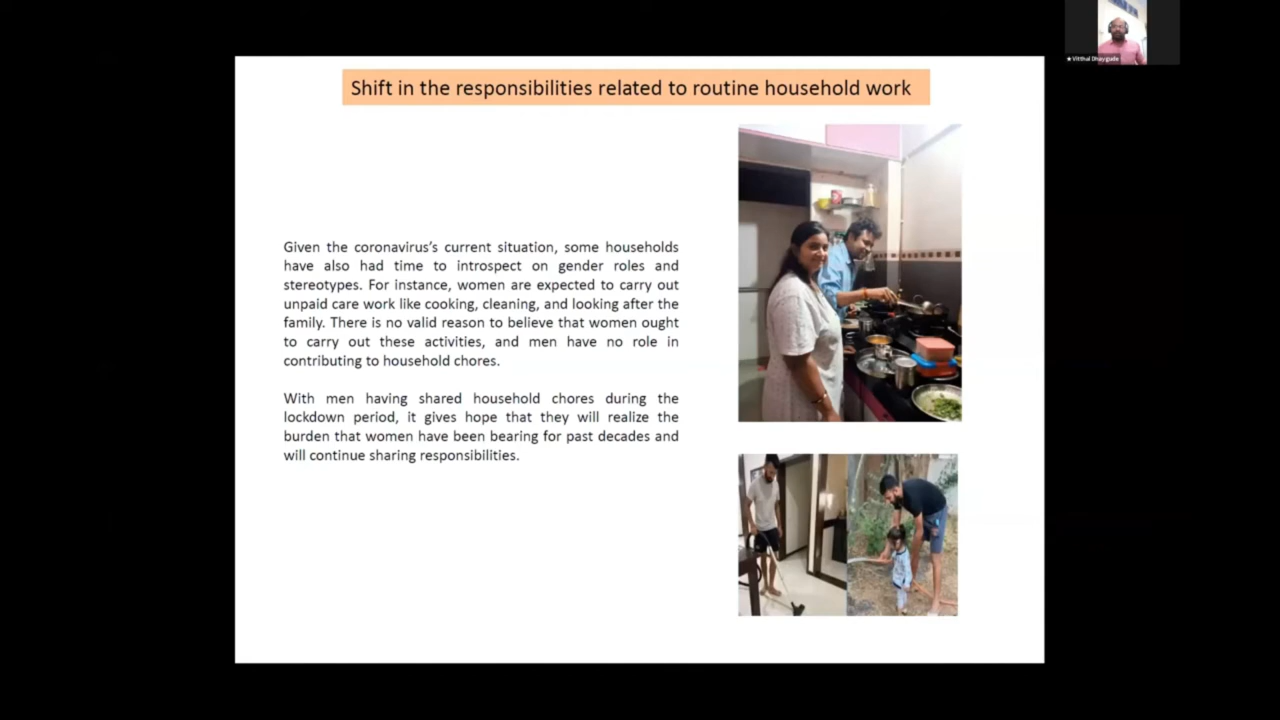 Shift in the responsibilities related to routine household work
Given the coronavirus's current situation, some households
have also had time to introspect on gender roles and
stereotypes. For instance, women are expected to carry out
unpaid care work like cooking, cleaning, and looking after the
family. There is no valid reason to believe that women ought
to carry out these activities, and men have no role in
contributing to household chores.
With men having shared household chores during the
lockdown period, it gives hope that they will realize the
burden that women have been bearing for past decades and
will continue sharing responsibilities.
Vitthal Dhaygude